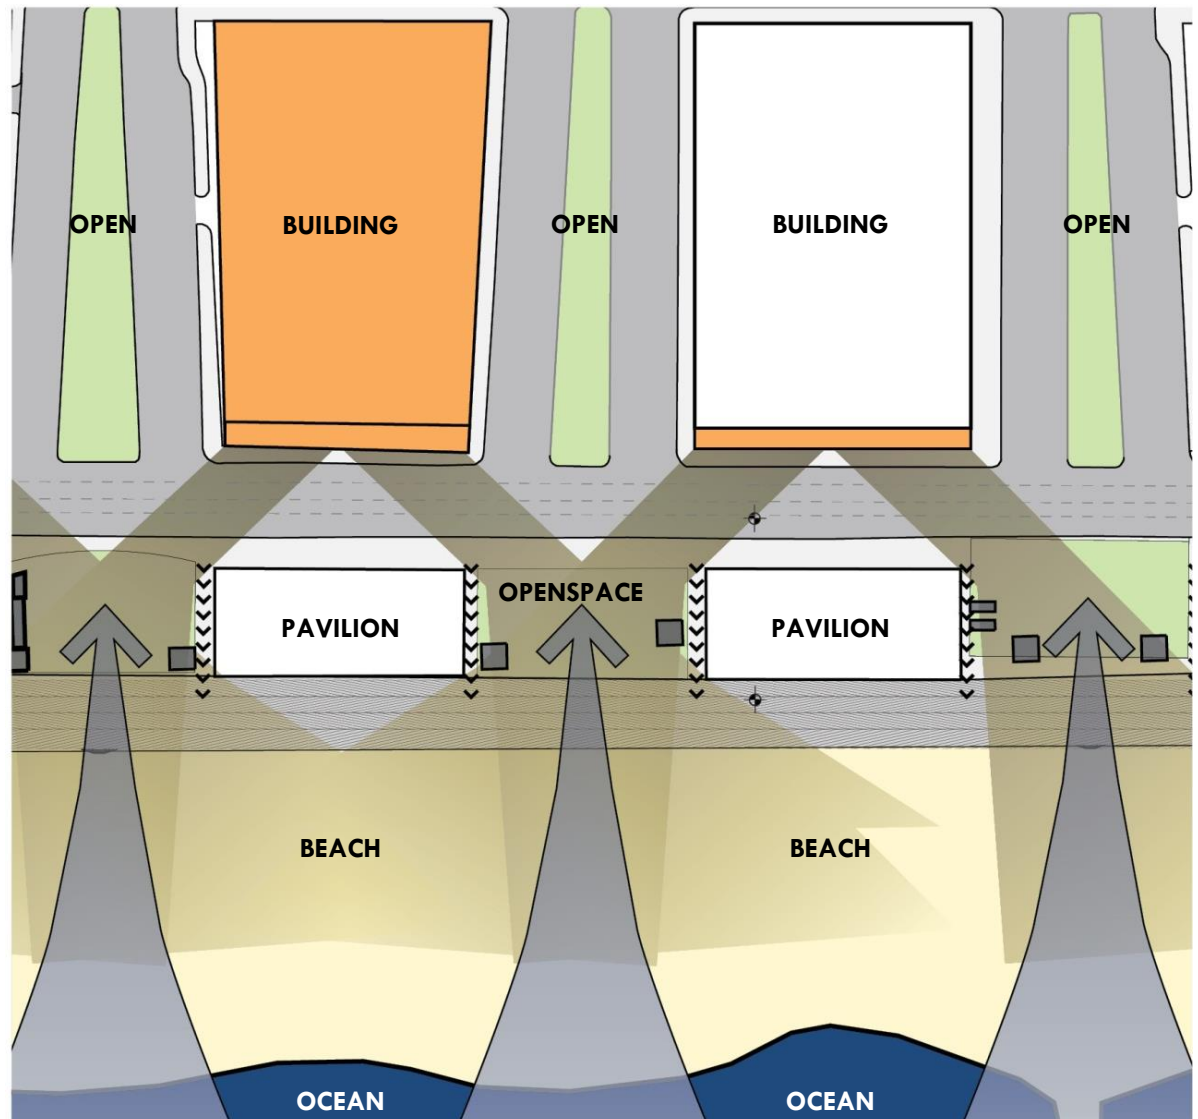 OPEN
BUILDING
OPEN
BUILDING
OPEN
OPENSPACE
PAVILION
PAVILION
BEACH
BEACH
OCEAN
OCEAN